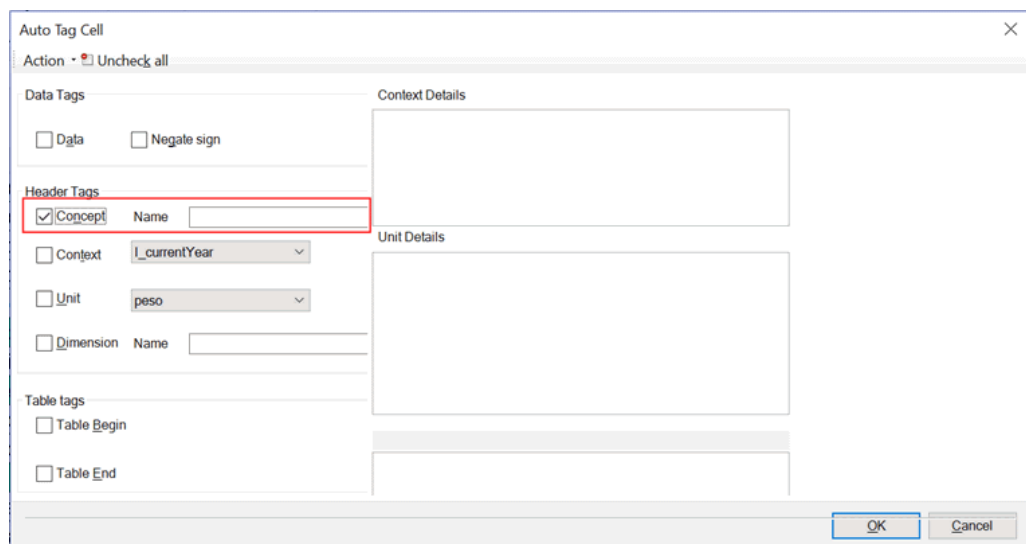 Auto Tag Cell
Action Uncheck all
Data Tags
Context Details
Data Negate sign
Header Tags
Concept Name
Unit Details
Context I_currentYear
Unit peso
Dimension Name
Table tags
Table Begin
Table End
OK Cancel